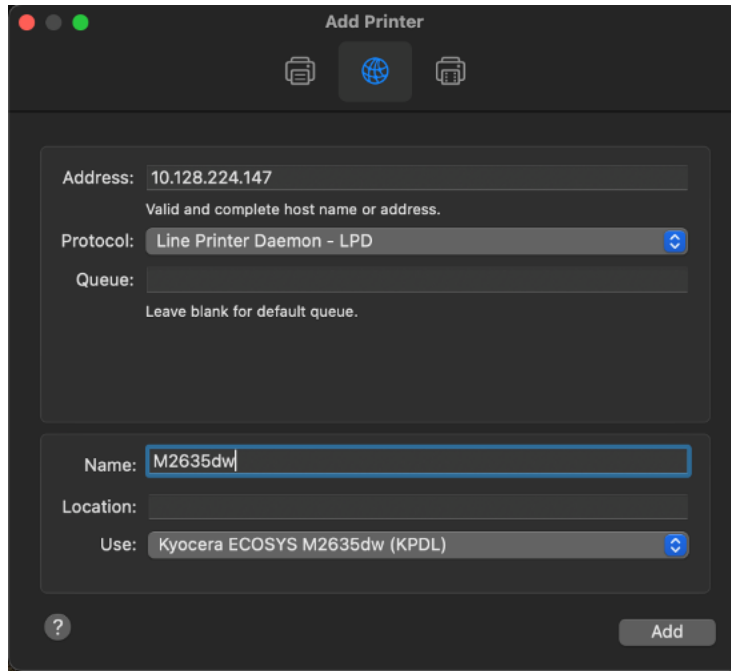 Add Printer
Address: 10.128.224.147
Valid and complete host name or address.
Protocol: Line Printer Daemon - LPD
Queue:
Leave blank for default queue.
Name: M2635dw
Location:
Use: Kyocera ECOSYS M2635dw (KPDL)
? Add